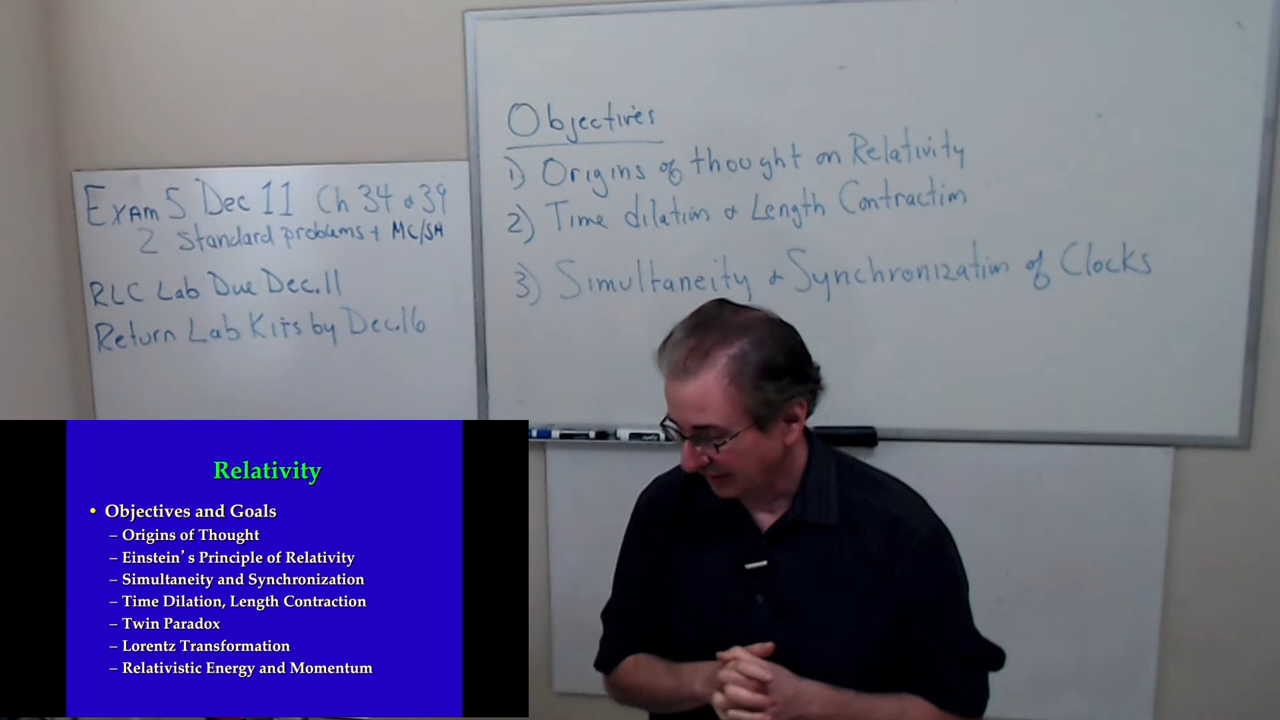 Exam 5 Dec 11 Ch 34 & 39
2 Standard problems + MC/SA
RLC Lab Due Dec. 11
Return Lab Kits by Dec. 16
Objectives
1) Origins of thought on Relativity
2) Time dilation & Length Contraction
3) Simultaneity & Synchronization of Clocks
Relativity
• Objectives and Goals
– Origins of Thought
– Einstein's Principle of Relativity
– Simultaneity and Synchronization
– Time Dilation, Length Contraction
– Twin Paradox
– Lorentz Transformation
– Relativistic Energy and Momentum